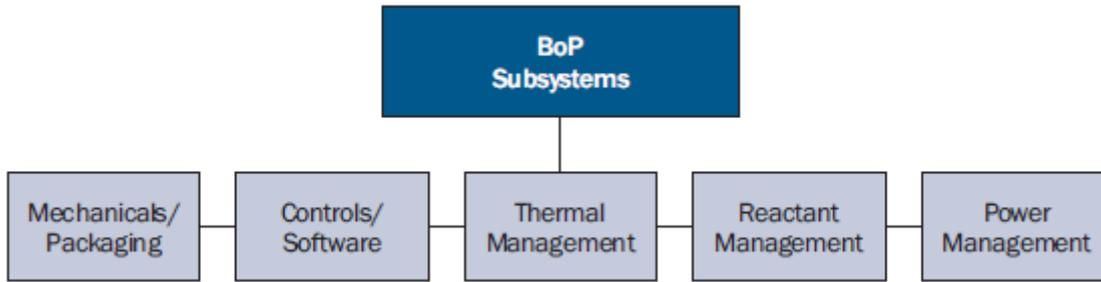 BoP
Subsystems
Mechanicals/
Packaging
Controls/
Software
Thermal
Management
Reactant
Management
Power
Management